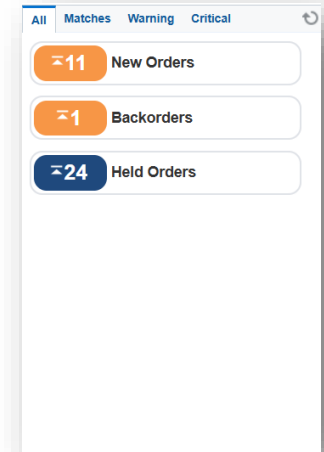 All Matches Warning Critical
11 New Orders
1 Backorders
24 Held Orders